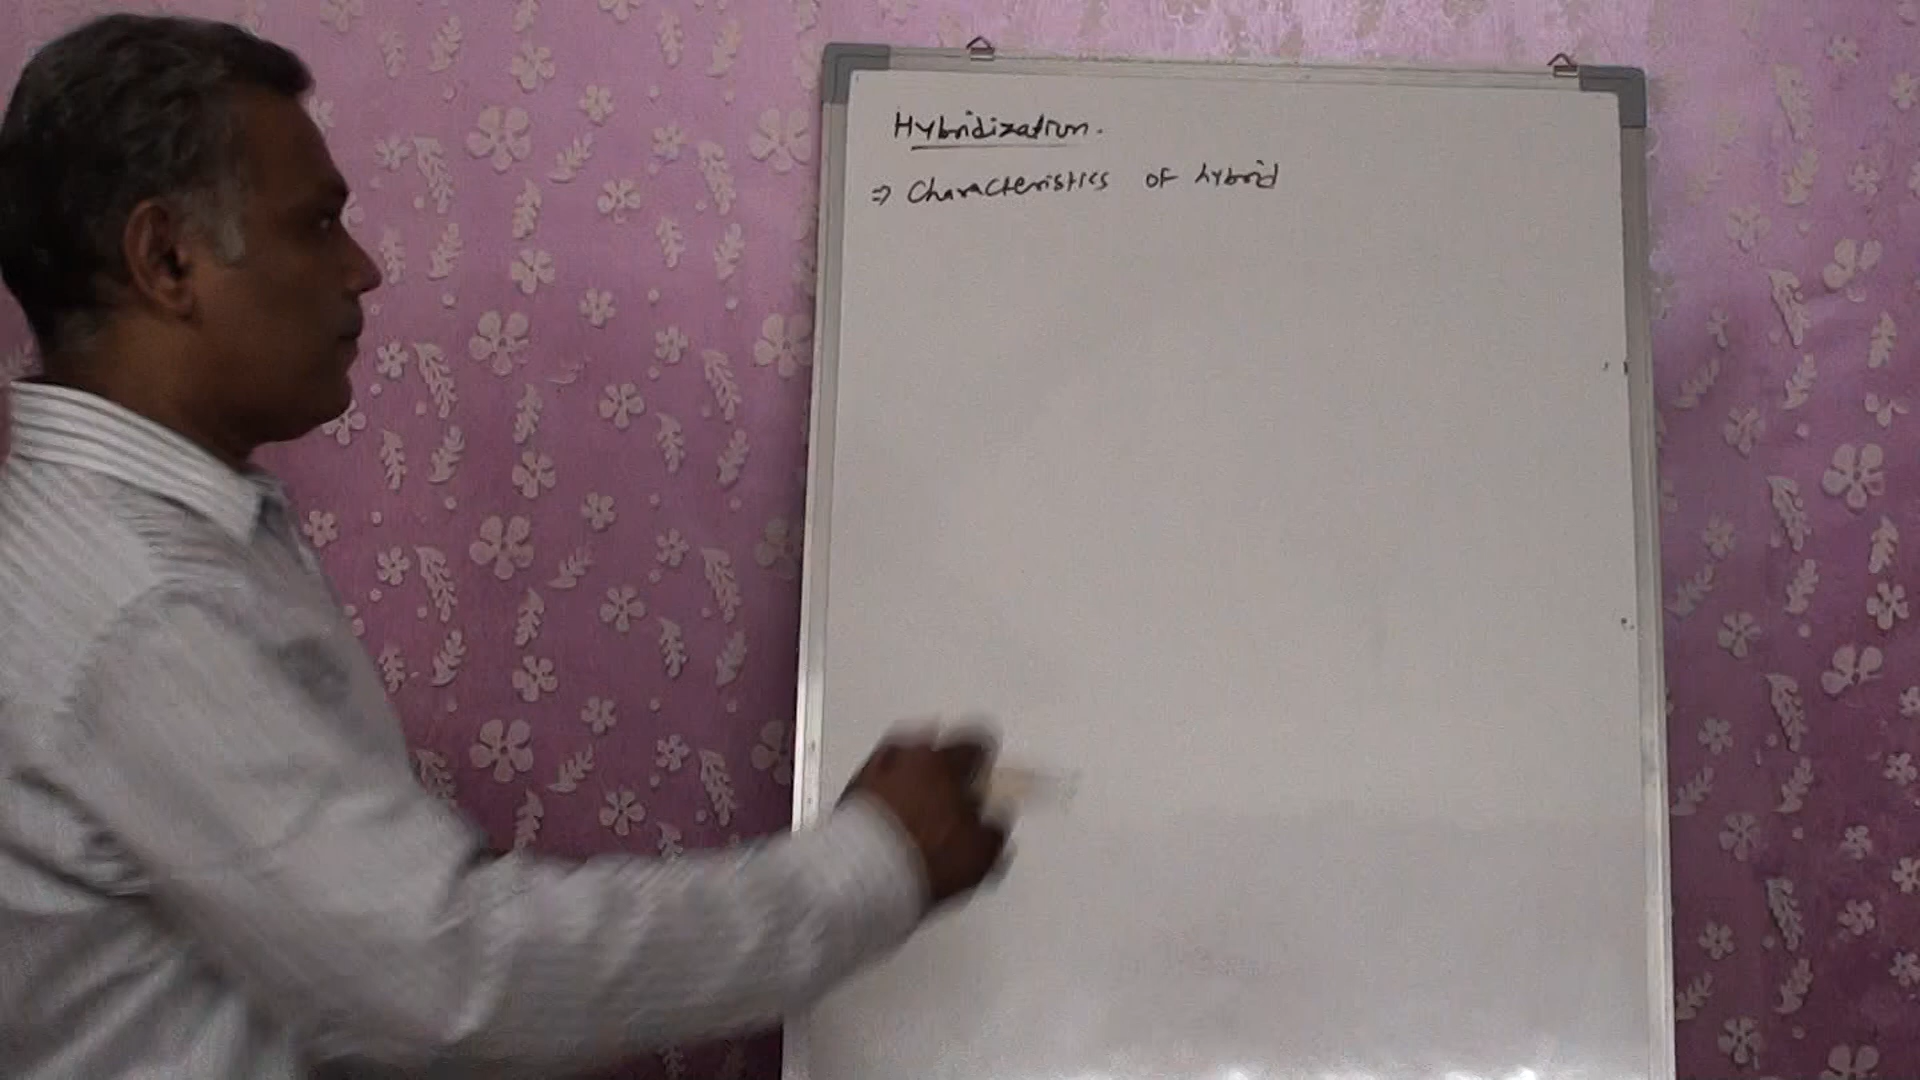 Hybridization.
⇒ Characteristics of hybrid